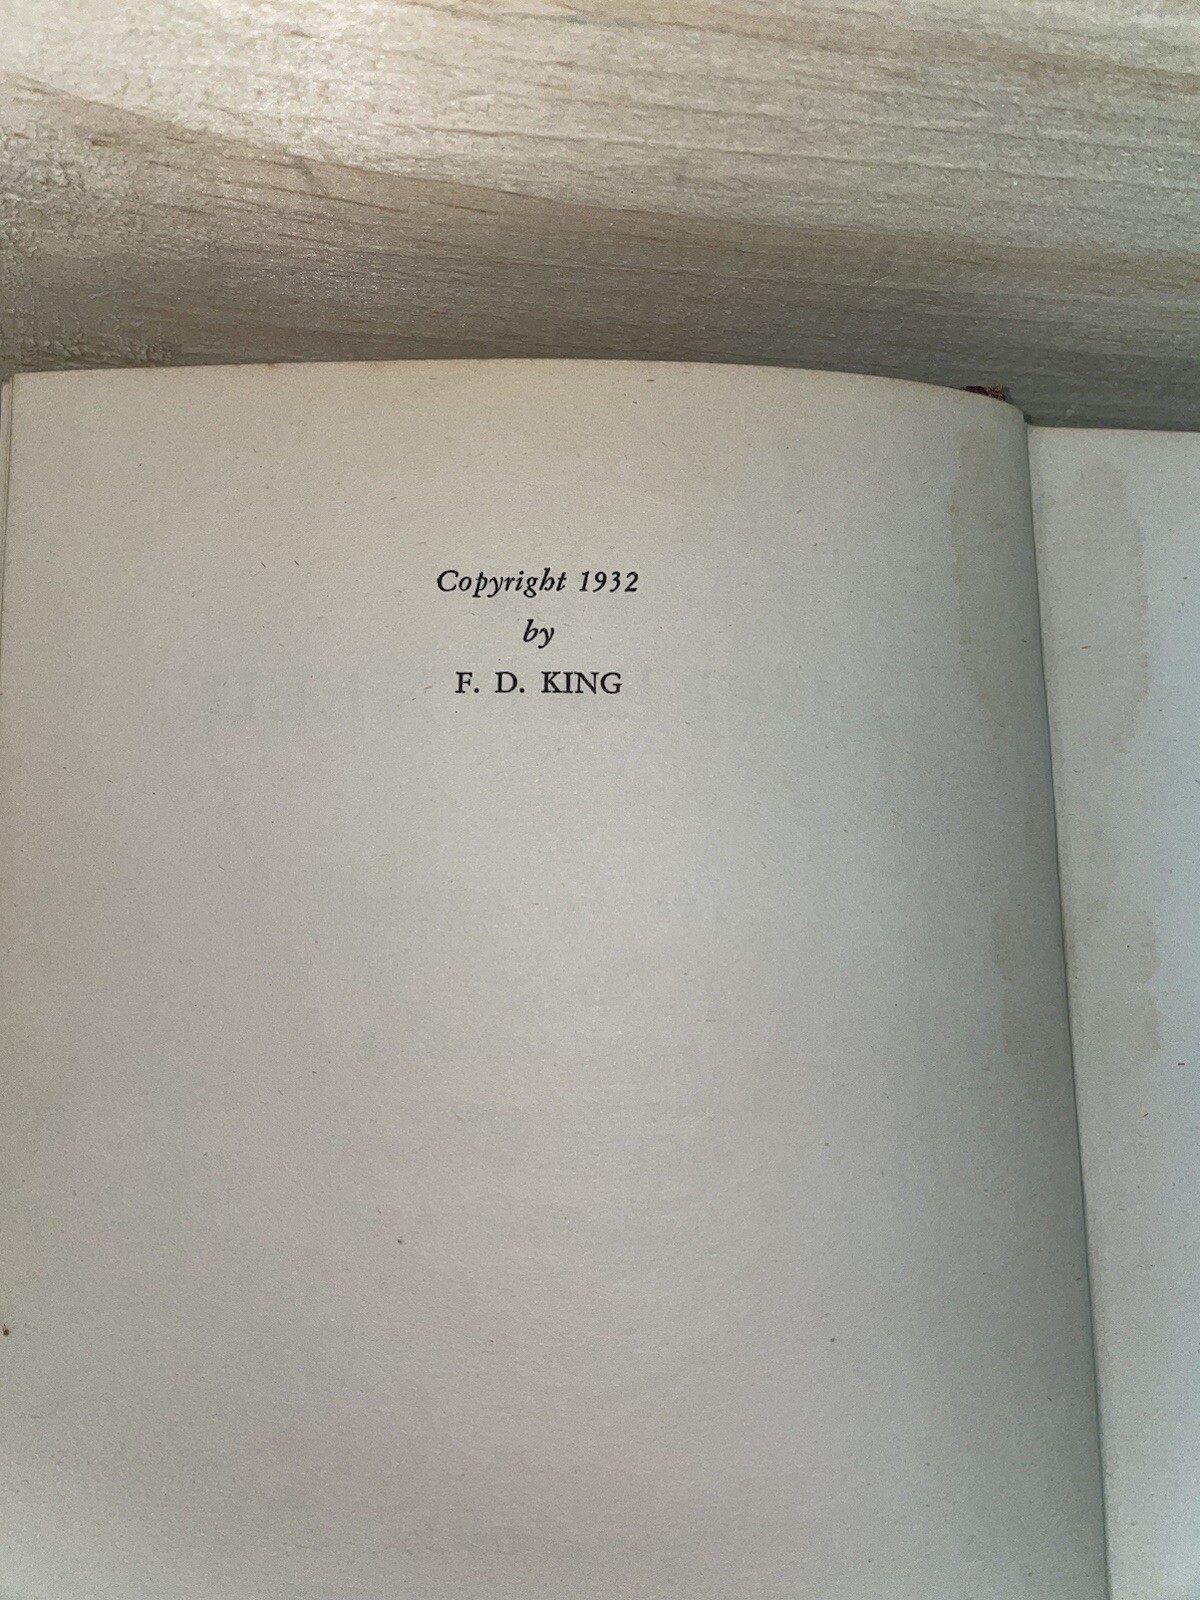 Copyright 1932
by
F. D. KING